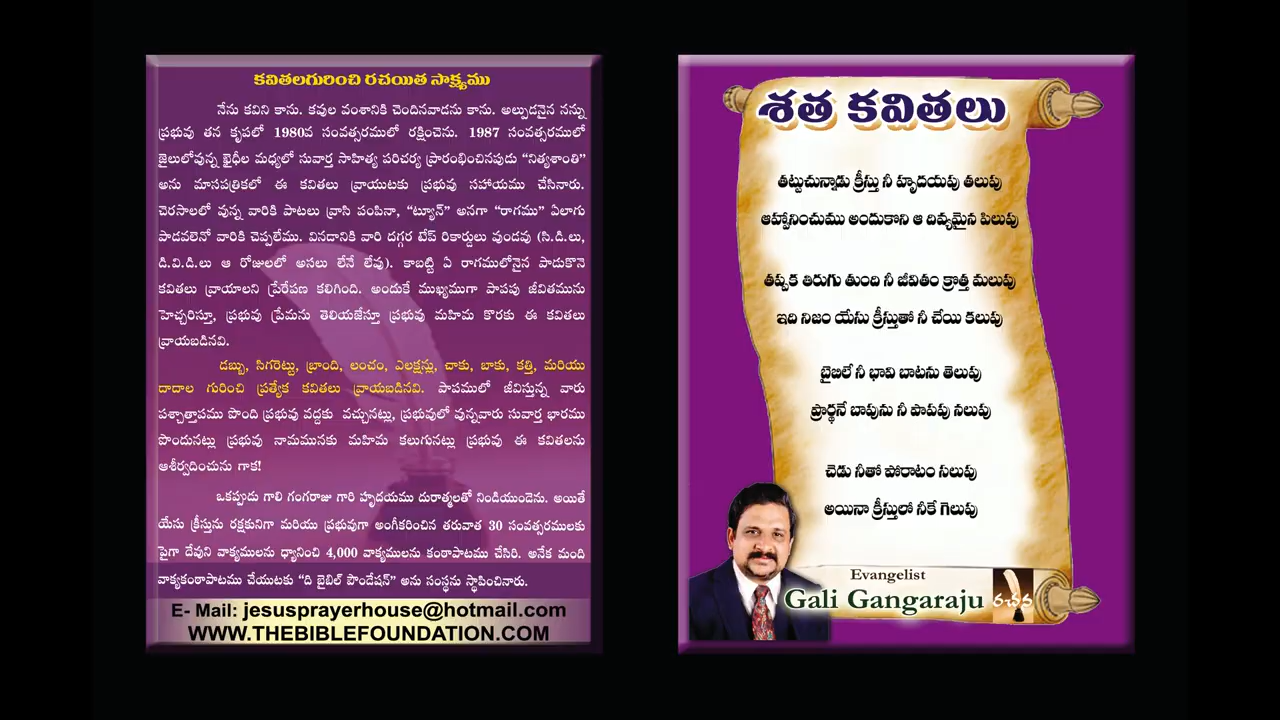 కవితలగురించి రచయిత సాక్ష్యము
నేను కవిని కాను. కవుల వంశానికి చెందినవాడను కాను. అల్పుడనైన నన్ను
ప్రభువు తన కృపలో 1980వ సంవత్సరములో రక్షించెను. 1987 సంవత్సరములో
జైలులోవున్న ఖైధీల మధ్యలో సువార్త సాహిత్య పరిచర్య ప్రారంభించినపుడు “నిత్యశాంతి”
అను మాసపత్రికలో ఈ కవితలు వ్రాయుటకు ప్రభువు సహాయము చేసినారు.
చెరసాలలో వున్న వారికి పాటలు వ్రాసి పంపినా, “ట్యూన్” అనగా “రాగము” ఏలాగు
పాడవలెనో వారికి చెప్పలేము. వినడానికి వారి దగ్గర టేప్ రికార్డులు వుండవు (సి.డి.లు,
డి.వి.డి.లు ఆ రోజులలో అసలు లేనే లేవు). కాబట్టి ఏ రాగములోనైన పాడుకొనె
కవితలు వ్రాయాలని ప్రేరేపణ కలిగింది. అందుకే ముఖ్యముగా పాపపు జీవితమును
హెచ్చరిస్తూ, ప్రభువు ప్రేమను తెలియజేస్తూ ప్రభువు మహిమ కొరకు ఈ కవితలు
వ్రాయబడినవి.
డబ్బు, సిగరెట్టు, బ్రాంది, లంచం, ఎలక్షన్లు, చాకు, బాకు, కత్తి, మరియు
దాదాల గురించి ప్రత్యేక కవితలు వ్రాయబడినవి. పాపములో జీవిస్తున్న వారు
పశ్చాత్తాపము పొంది ప్రభువు వద్దకు వచ్చునట్లు, ప్రభువులో వున్నవారు సువార్త భారము
పొందునట్లు ప్రభువు నామమునకు మహిమ కలుగునట్లు ప్రభువు ఈ కవితలను
ఆశీర్వదించును గాక!
ఒకప్పుడు గాలి గంగరాజు గారి హృదయము దురాత్మలతో నిండియుండెను. అయితే
యేసు క్రీస్తును రక్షకునిగా మరియు ప్రభువుగా అంగీకరించిన తరువాత 30 సంవత్సరములకు
పైగా దేవుని వాక్యములను ధ్యానించి 4,000 వాక్యములను కంఠాపాటము చేసిరి. అనేక మంది
వాక్యకంఠాపాటము చేయుటకు “ది బైబిల్ పౌండేషన్” అను సంస్థను స్థాపించినారు.
E- Mail: jesusprayerhouse@hotmail.com
WWW.THEBIBLEFOUNDATION.COM
శత కవితలు
తట్టుచున్నాడు క్రీస్తు నీ హృదయపు తలుపు
ఆహ్వానించుము అందుకొని ఆ దివ్యమైన పిలుపు
తప్పక తిరుగు తుంది నీ జీవితం క్రొత్త మలుపు
ఇది నిజం యేసు క్రీస్తుతో నీ చేయి కలుపు
బైబిలే నీ భావి బాటను తెలుపు
ప్రార్థనే బాపును నీ పాపపు నలుపు
చెడు నీతో పోరాటం సలుపు
అయినా క్రీస్తులో నీకే గెలుపు
Evangelist
Gali Gangaraju రచన